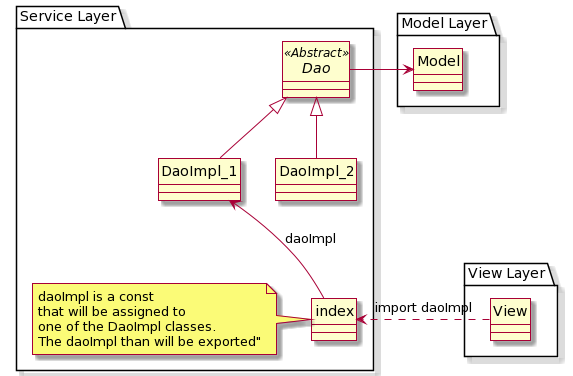 Service Layer
Model Layer
«Abstract»
Dao
Model
DaoImpl_1
DaoImpl_2
daoImpl
View Layer
daoImpl is a const
that will be assigned to
one of the DaoImpl classes.
The daoImpl than will be exported"
index
import daoImpl
View